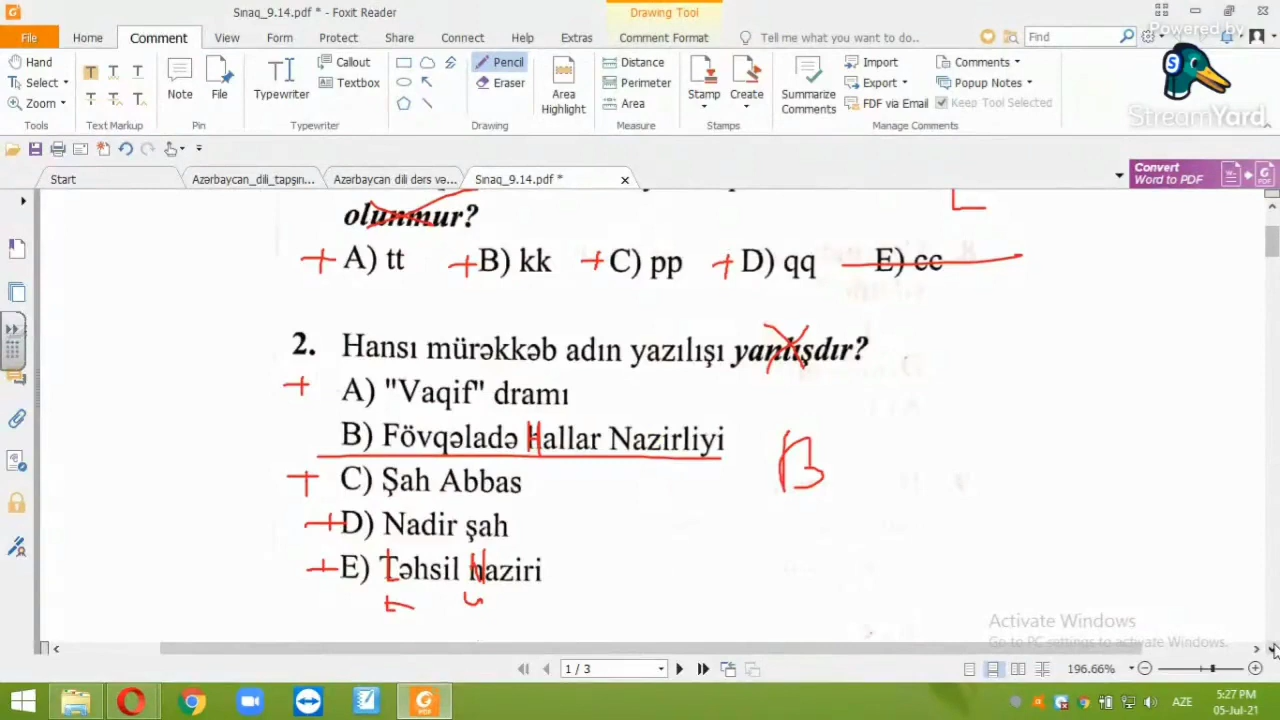 Sınaq_9.14.pdf * - Foxit Reader
Drawing Tool
File Home Comment View Form Protect Share Connect Help Extras Comment Format Tell me what you want to do.. Find
Powered by
StreamYard
Hand
Select
Zoom
Tools
Text Markup
Note
File
Pin
Typewriter
Callout
Textbox
Typewriter
Pencil
Eraser
Drawing
Area Highlight
Distance
Perimeter
Area
Measure
Stamp
Create
Stamps
Summarize Comments
Import
Export
FDF via Email
Comments
Popup Notes
Keep Tool Selected
Manage Comments
Start Azərbaycan_dili_tapşın... Azərbaycan dili dərs və... Sınaq_9.14.pdf *
Convert
Word to PDF
olunmur?
A) tt B) kk C) pp D) qq E) cc
2. Hansı mürəkkəb adın yazılışı yanlışdır?
A) "Vaqif" dramı
B) Fövqəladə hallar Nazirliyi
B
C) Şah Abbas
D) Nadir şah
E) Təhsil naziri
Activate Windows
Go to PC settings to activate Windows.
1 / 3
196.66%
AZE
5:27 PM
05-Jul-21